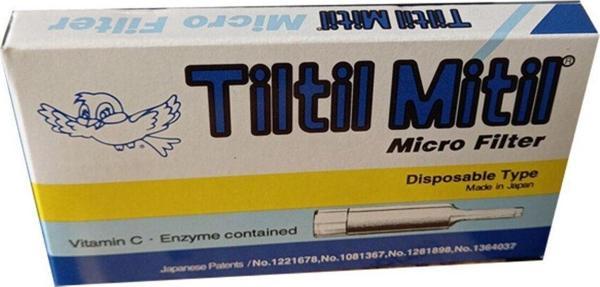 Tiltil Mitil Micro Filter
Tiltil Mitil®
Micro Filter
Disposable Type
Made in Japan
Vitamin C · Enzyme contained
Japanese Patents / No.1221678, No.1081367, No.1281898, No.1364037